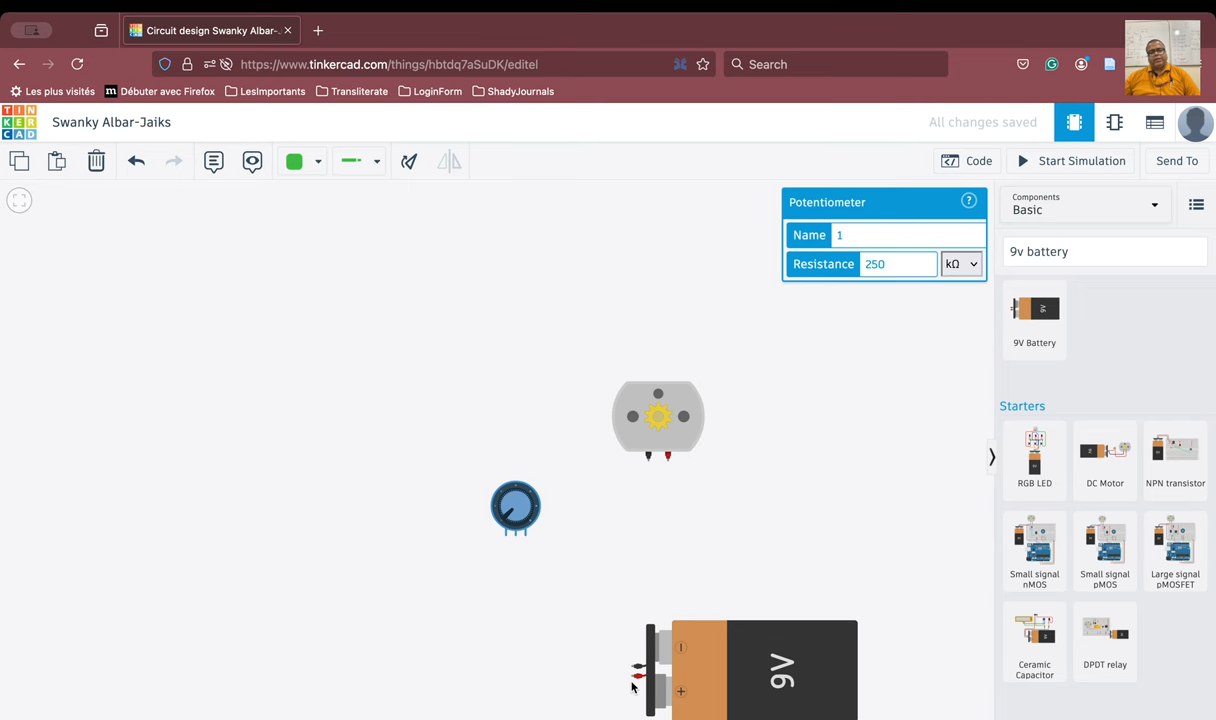 Circuit design Swanky Albar-
https://www.tinkercad.com/things/hbtdq7aSuDK/editel
Search
Les plus visités
m Débuter avec Firefox
LesImportants
Transliterate
LoginForm
ShadyJournals
TIN
KER
CAD
Swanky Albar-Jaiks
All changes saved
Code
Start Simulation
Send To
Potentiometer
?
Name 1
Resistance 250 kΩ
Components
Basic
9v battery
9V
9V Battery
Starters
RGB LED
DC Motor
NPN transistor
Small signal
nMOS
Small signal
pMOS
Large signal
pMOSFET
Ceramic
Capacitor
DPDT relay
9V
+